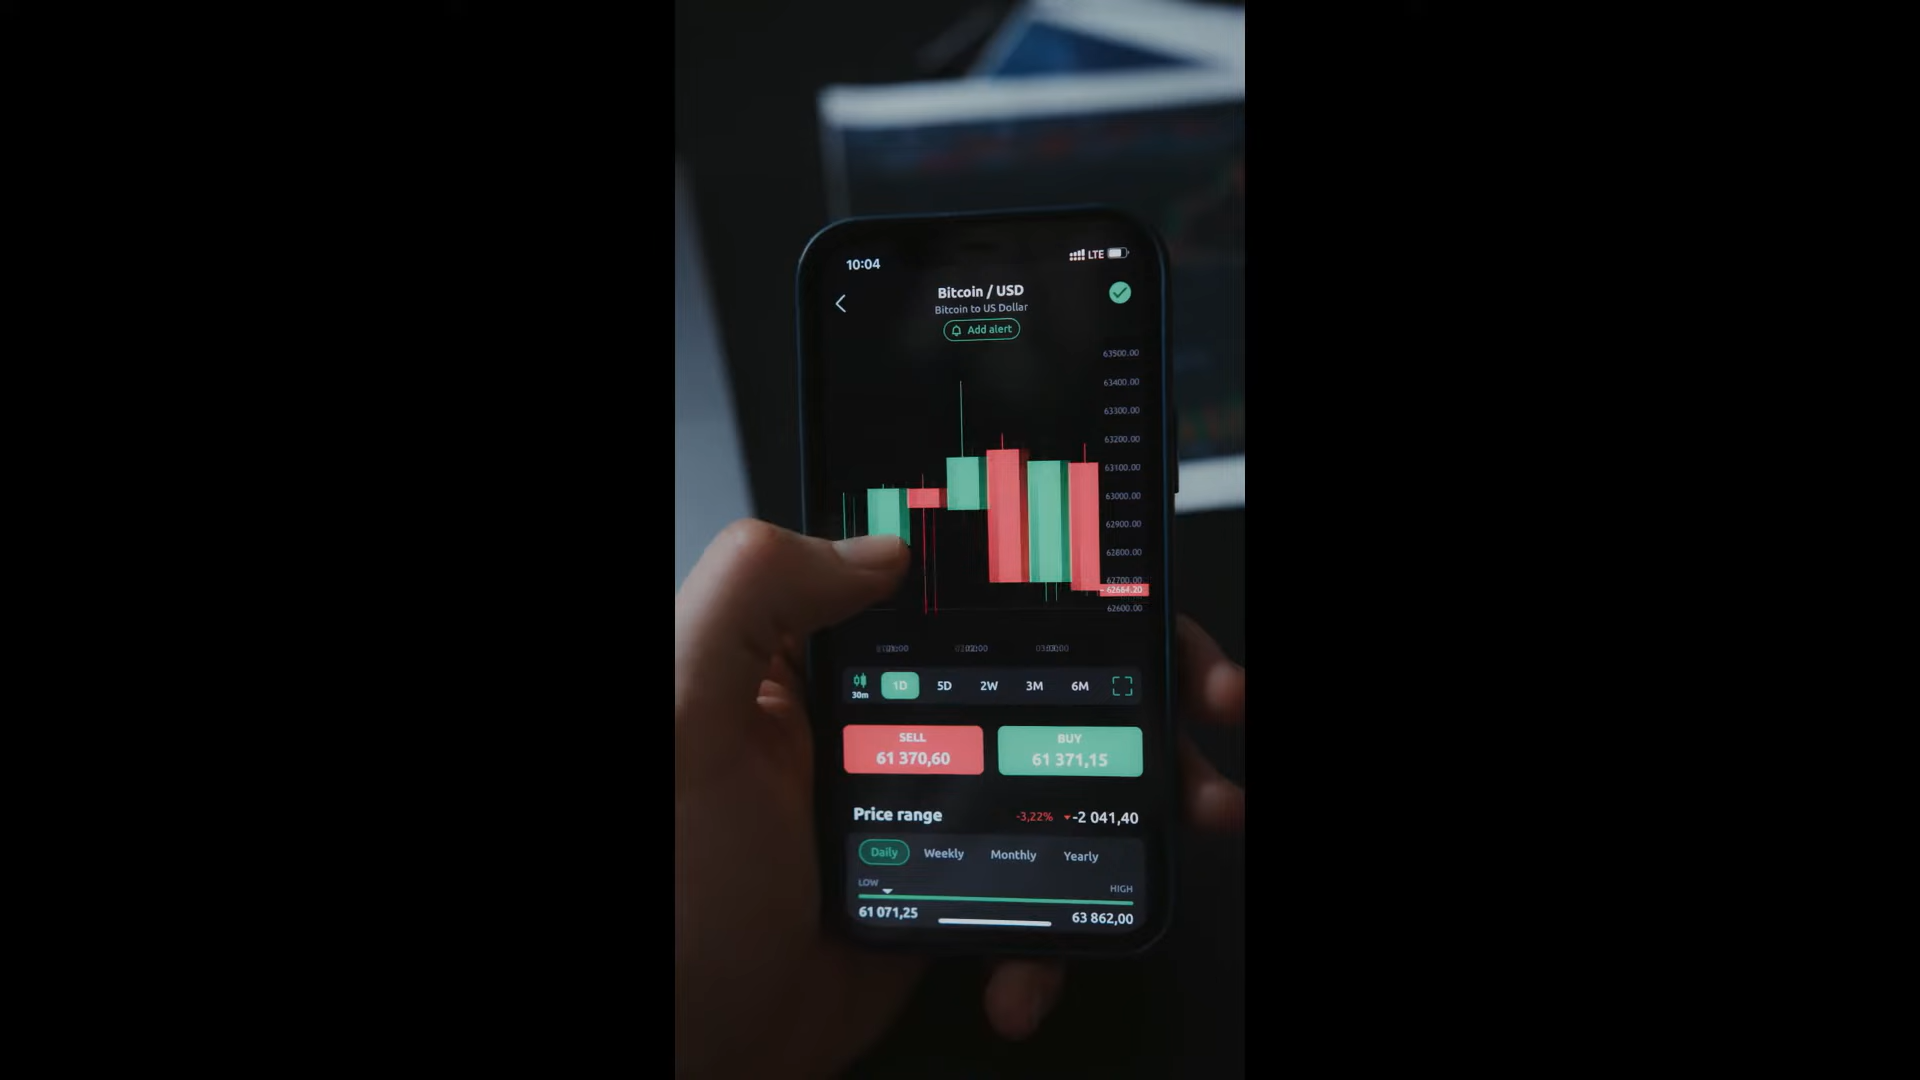 10:04
LTE
Bitcoin / USD
Bitcoin to US Dollar
Add alert
63500.00
63400.00
63300.00
63200.00
63100.00
63000.00
62900.00
62800.00
62700.00
62664.20
62600.00
30m
1D 5D 2W 3M 6M
SELL
61 370,60
BUY
61 371,15
Price range -3,22% -2 041,40
Daily Weekly Monthly Yearly
LOW HIGH
61 071,25 63 862,00